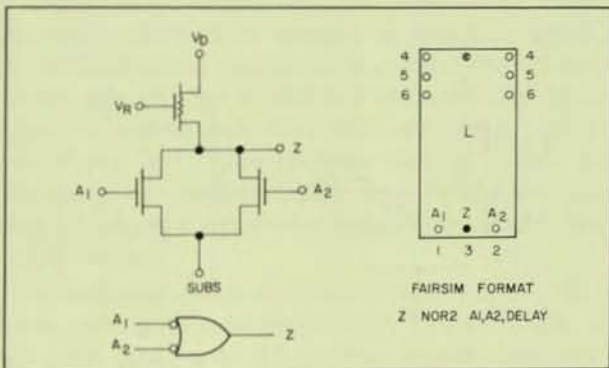 VD
VR
Z
A1
A2
SUBS
A1
A2
Z
4 4
5 5
6 6
L
A1 Z A2
1 3 2
FAIRSIM FORMAT
Z NOR2 A1,A2,DELAY